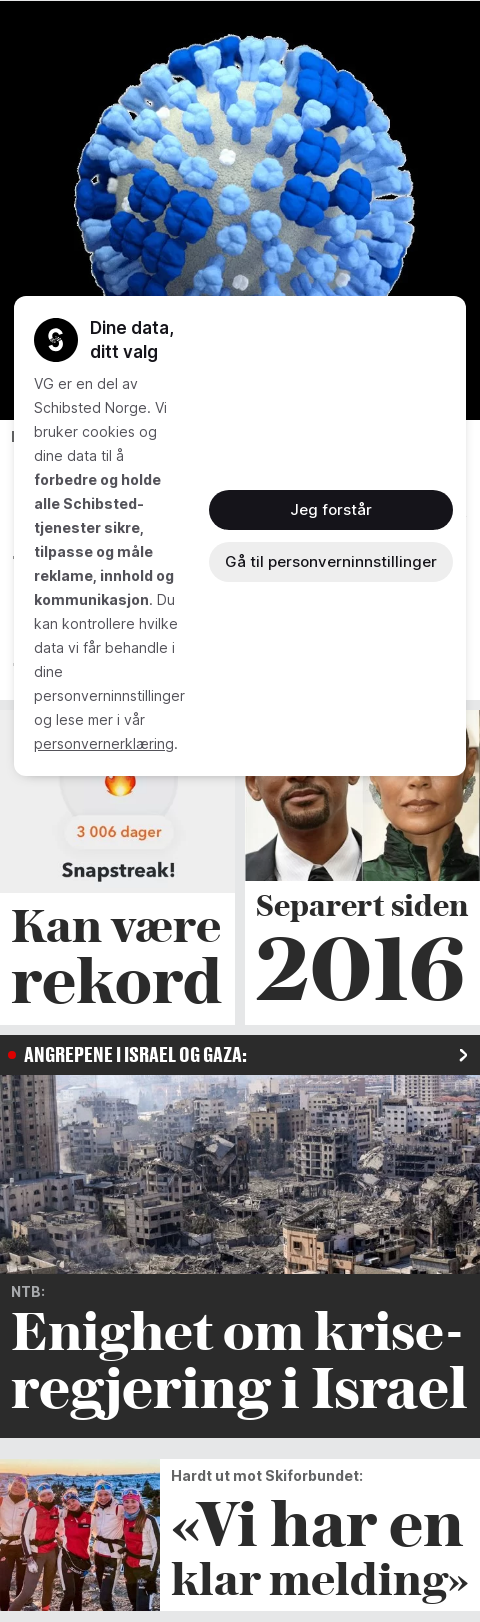 Dine data,
ditt valg
VG er en del av
Schibsted Norge. Vi
bruker cookies og
dine data til å
forbedre og holde
alle Schibsted-
tjenester sikre,
tilpasse og måle
reklame, innhold og
kommunikasjon. Du
kan kontrollere hvilke
data vi får behandle i
dine
personverninnstillinger
og lese mer i vår
personvernerklæring.
Jeg forstår
Gå til personverninnstillinger
3 006 dager
Snapstreak!
Kan være
rekord
Separert siden
2016
ANGREPENE I ISRAEL OG GAZA:
NTB:
Enighet om krise-
regjering i Israel
Hardt ut mot Skiforbundet:
«Vi har en
klar melding»